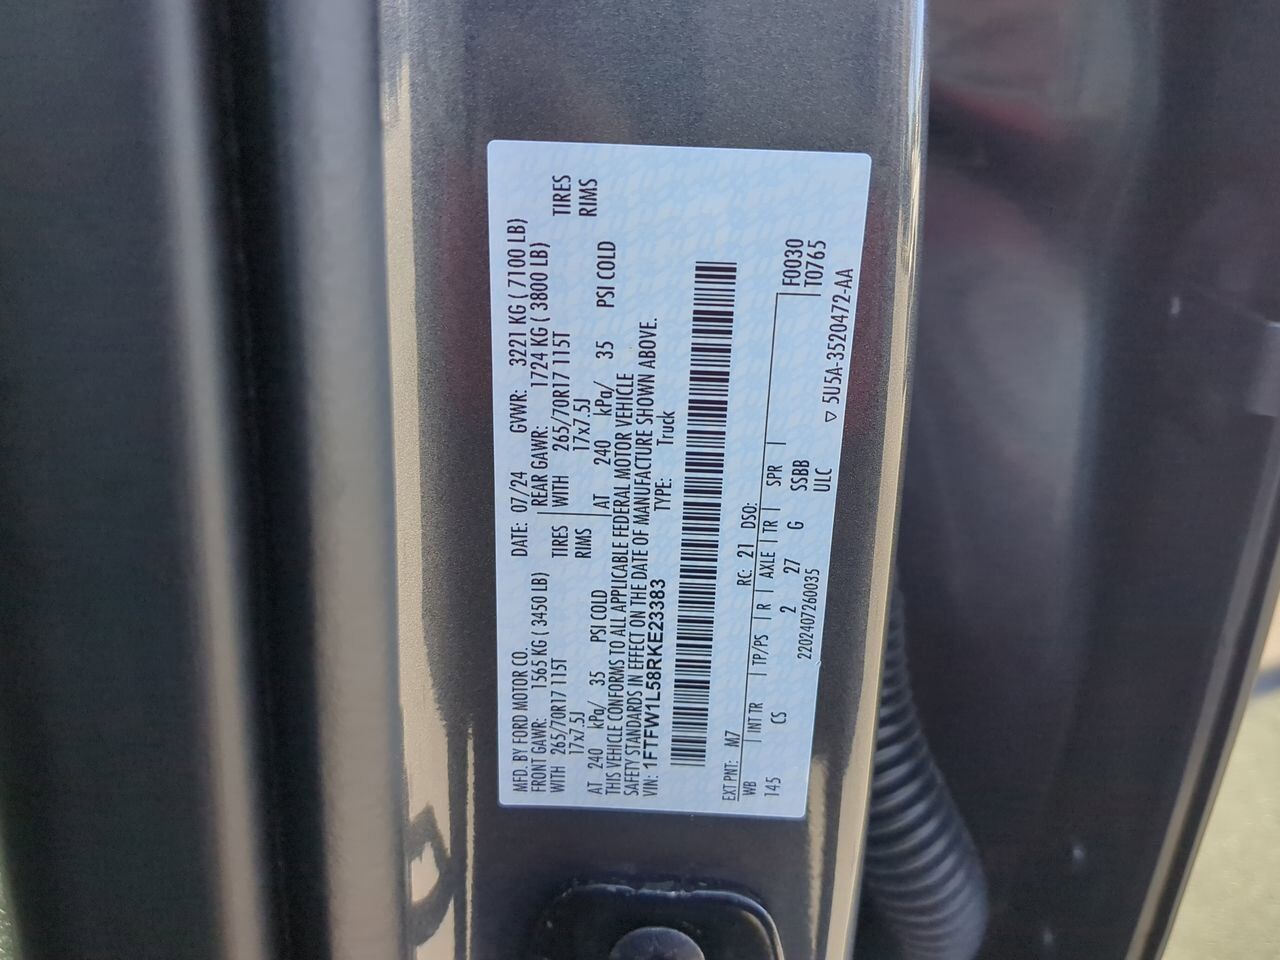 MFD. BY FORD MOTOR CO. DATE: 07/24 GVWR: 3221 KG ( 7100 LB)
FRONT GAWR: 1565 KG ( 3450 LB) REAR GAWR: 1724 KG ( 3800 LB)
WITH 265/70R17 115T TIRES WITH 265/70R17 115T TIRES
17x7.5J RIMS 17x7.5J RIMS
AT 240 kPa/ 35 PSI COLD AT 240 kPa/ 35 PSI COLD
THIS VEHICLE CONFORMS TO ALL APPLICABLE FEDERAL MOTOR VEHICLE
SAFETY STANDARDS IN EFFECT ON THE DATE OF MANUFACTURE SHOWN ABOVE.
VIN: 1FTFW1L58RKE23383 TYPE: Truck
EXT PNT: M7 RC: 21 DSO:
WB INT TR TP/PS R AXLE TR SPR F0030
145 CS 2 27 G SSBB T0765
2202407260035 ULC ▽ 5U5A-3520472-AA